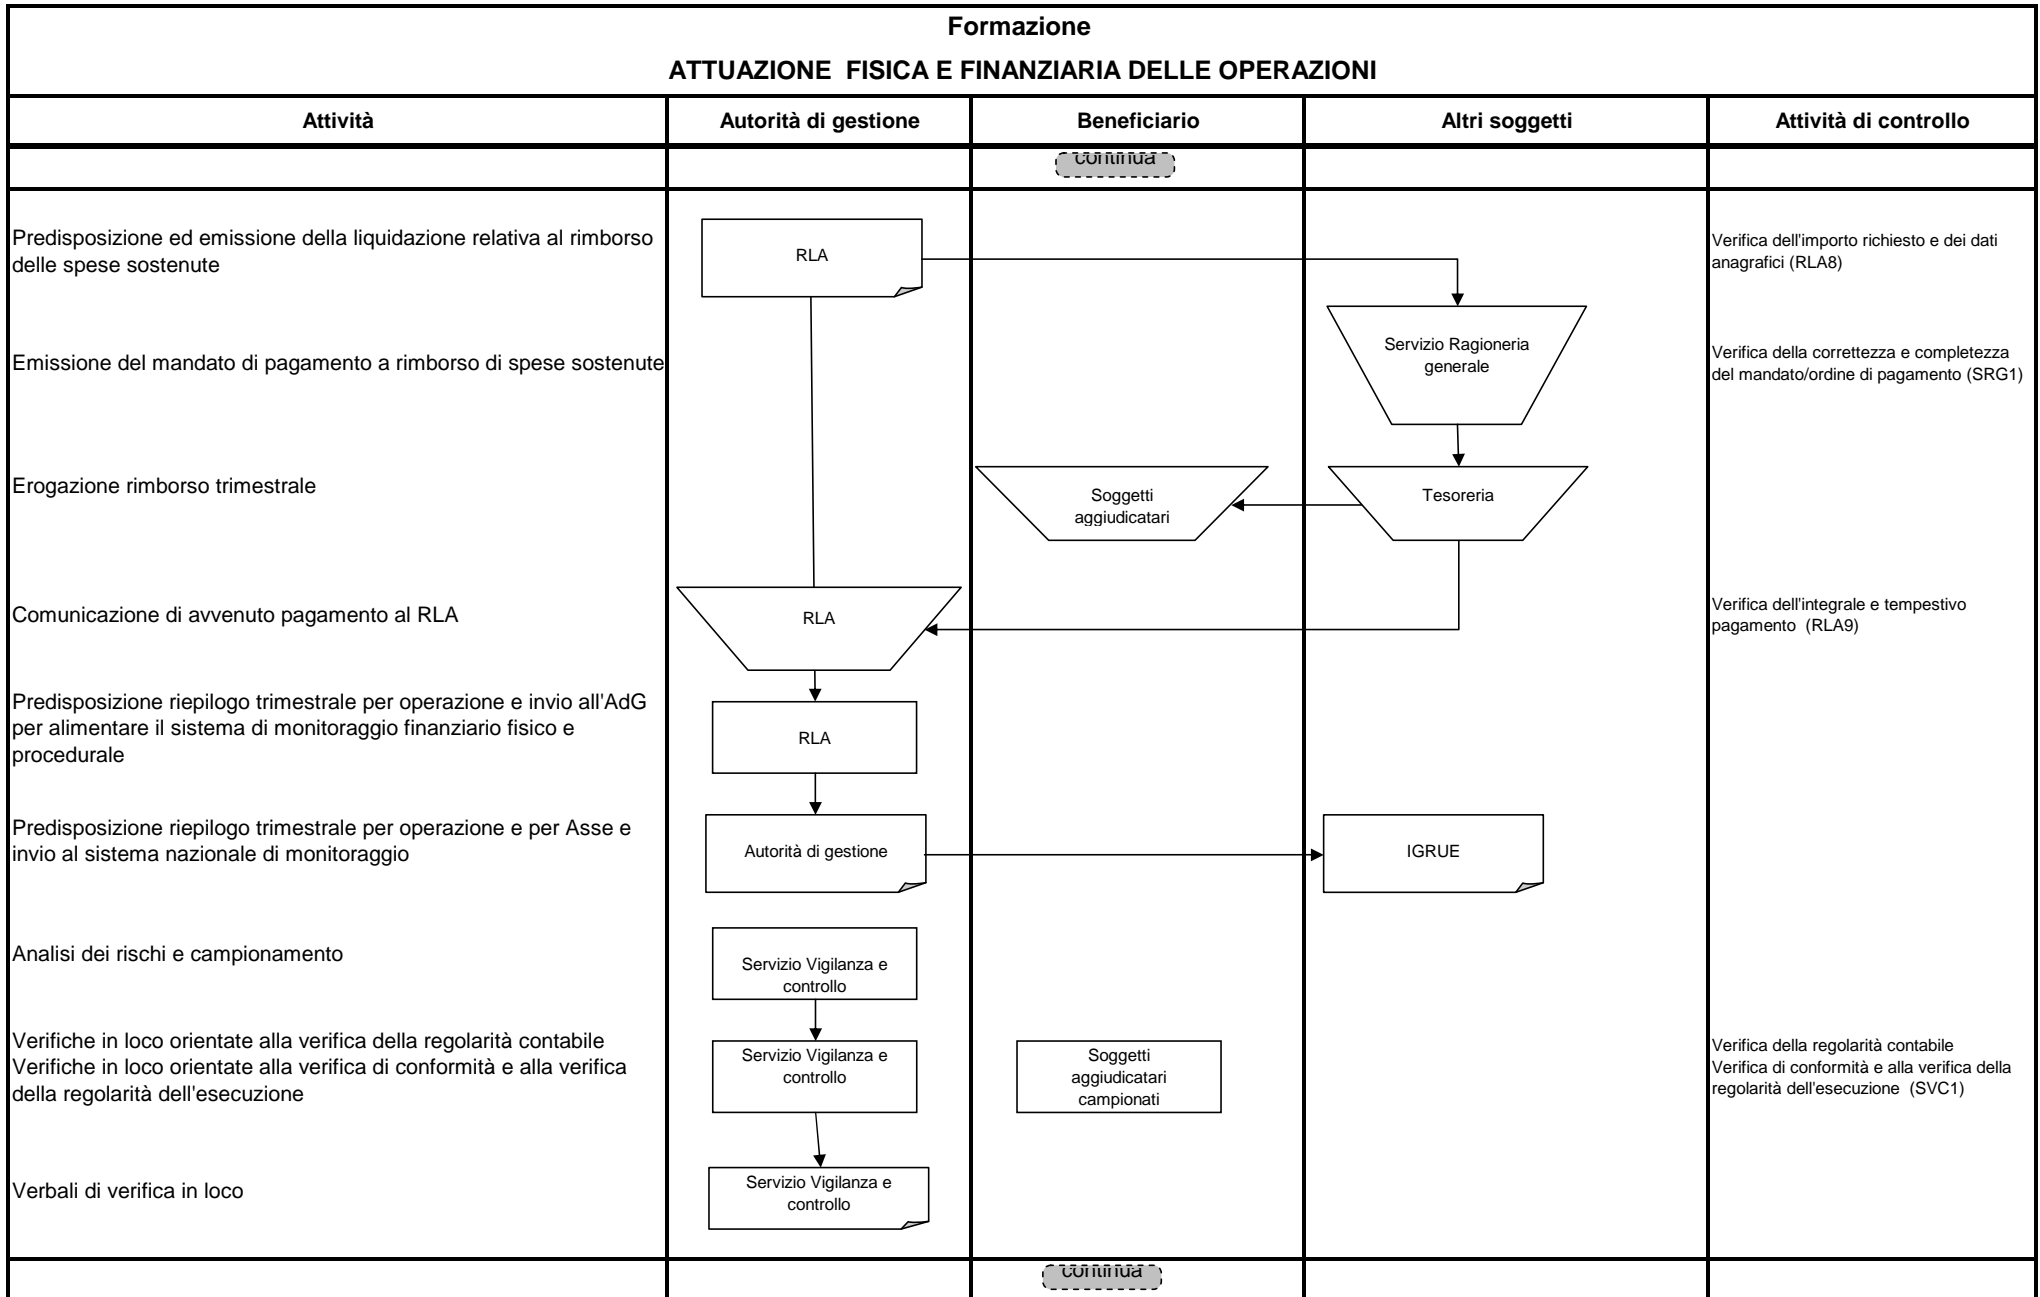 Formazione
ATTUAZIONE FISICA E FINANZIARIA DELLE OPERAZIONI
Attività
Autorità di gestione
Beneficiario
Altri soggetti
Attività di controllo
continua
Predisposizione ed emissione della liquidazione relativa al rimborso
delle spese sostenute
RLA
Verifica dell'importo richiesto e dei dati
anagrafici (RLA8)
Emissione del mandato di pagamento a rimborso di spese sostenute
Servizio Ragioneria
generale
Verifica della correttezza e completezza
del mandato/ordine di pagamento (SRG1)
Erogazione rimborso trimestrale
Soggetti
aggiudicatari
Tesoreria
Comunicazione di avvenuto pagamento al RLA
RLA
Verifica dell'integrale e tempestivo
pagamento (RLA9)
Predisposizione riepilogo trimestrale per operazione e invio all'AdG
per alimentare il sistema di monitoraggio finanziario fisico e
procedurale
RLA
Predisposizione riepilogo trimestrale per operazione e per Asse e
invio al sistema nazionale di monitoraggio
Autorità di gestione
IGRUE
Analisi dei rischi e campionamento
Servizio Vigilanza e
controllo
Verifiche in loco orientate alla verifica della regolarità contabile
Verifiche in loco orientate alla verifica di conformità e alla verifica
della regolarità dell'esecuzione
Servizio Vigilanza e
controllo
Soggetti
aggiudicatari
campionati
Verifica della regolarità contabile
Verifica di conformità e alla verifica della
regolarità dell'esecuzione (SVC1)
Verbali di verifica in loco
Servizio Vigilanza e
controllo
continua